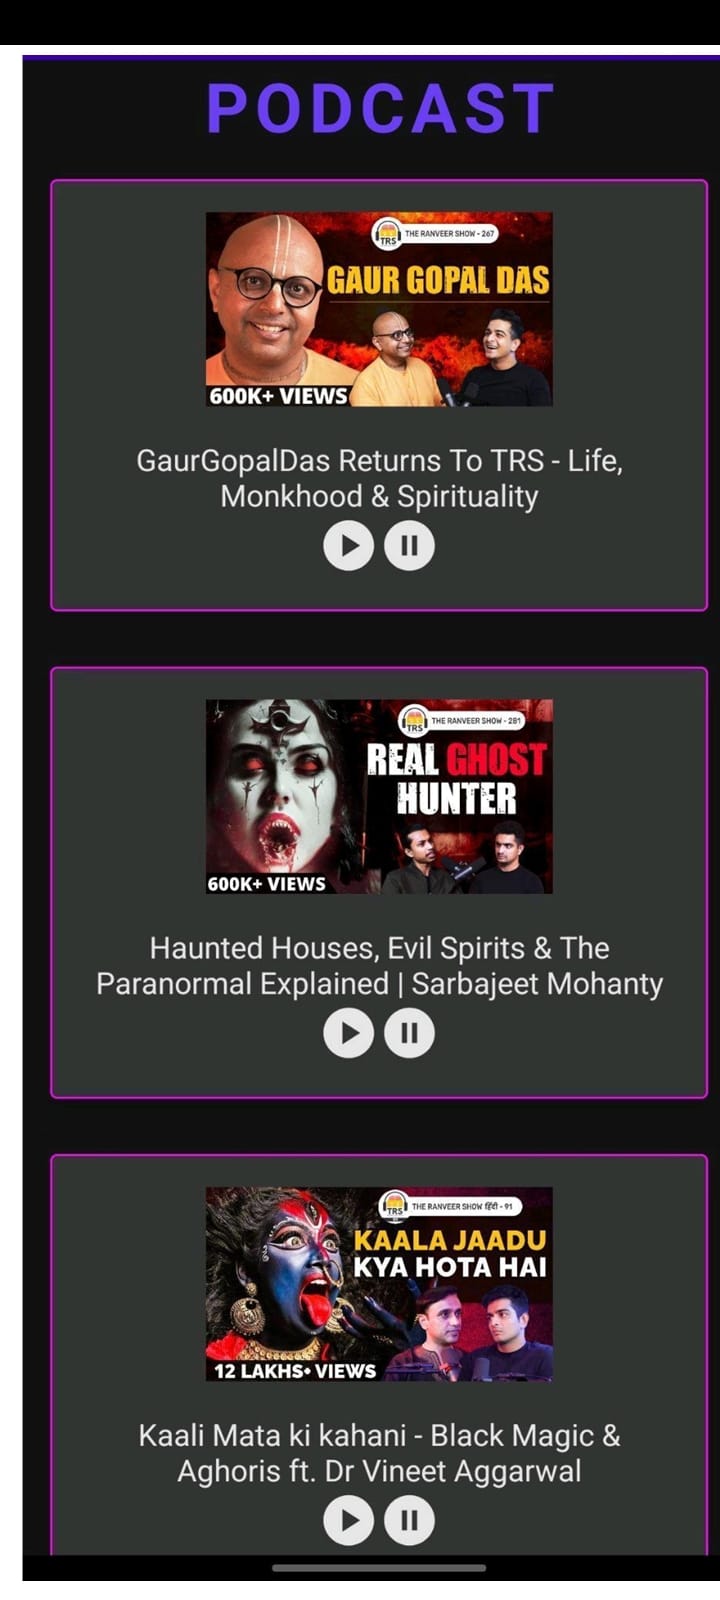 PODCAST
TRS THE RANVEER SHOW - 267
GAUR GOPAL DAS
600K+ VIEWS
GaurGopalDas Returns To TRS - Life,
Monkhood & Spirituality
TRS THE RANVEER SHOW - 281
REAL GHOST
HUNTER
600K+ VIEWS
Haunted Houses, Evil Spirits & The
Paranormal Explained | Sarbajeet Mohanty
TRS THE RANVEER SHOW हिंदी - 91
KAALA JAADU
KYA HOTA HAI
12 LAKHS• VIEWS
Kaali Mata ki kahani - Black Magic &
Aghoris ft. Dr Vineet Aggarwal